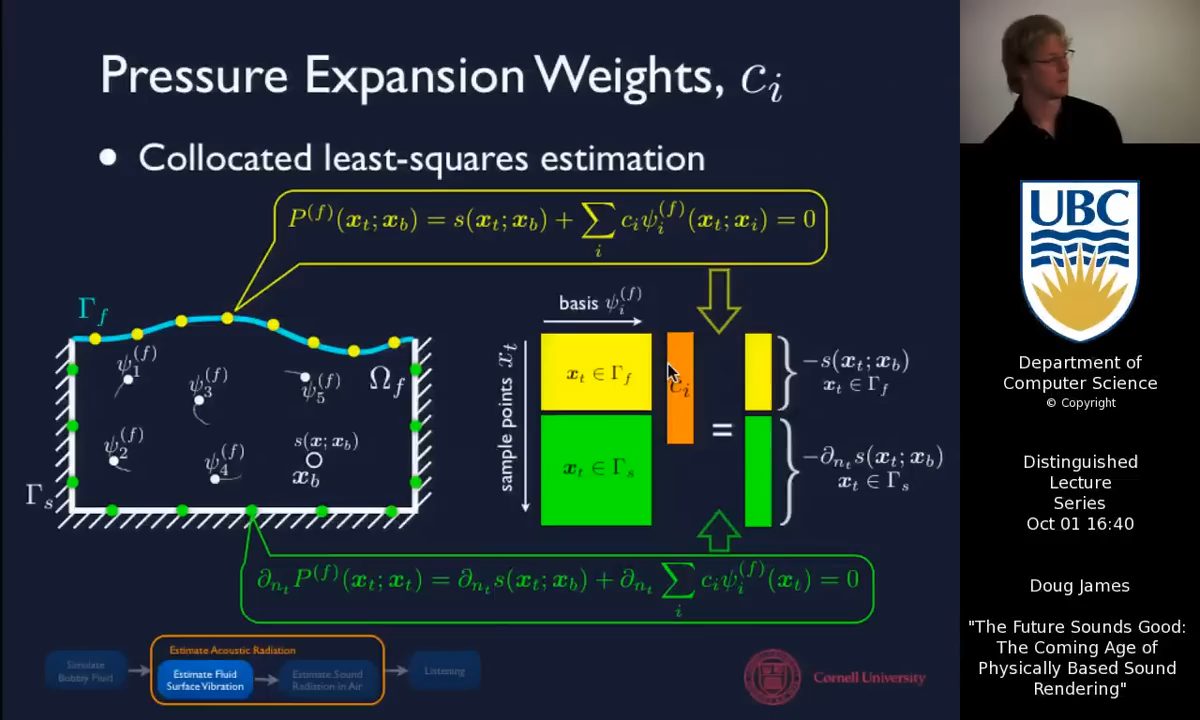 Pressure Expansion Weights, cᵢ
• Collocated least-squares estimation
P^{(f)}(x_t; x_b) = s(x_t; x_b) + ∑_i c_i ψ_i^{(f)}(x_t; x_i) = 0
Γ_f
ψ_1^{(f)}
ψ_3^{(f)}
ψ_5^{(f)}
Ω_f
ψ_2^{(f)}
ψ_4^{(f)}
s(x; x_b)
x_b
Γ_s
basis ψ_i^{(f)}
sample points x_t
x_t ∈ Γ_f
x_t ∈ Γ_s
c_i
=
−s(x_t; x_b)
x_t ∈ Γ_f
−∂_{n_t} s(x_t; x_b)
x_t ∈ Γ_s
∂_{n_t} P^{(f)}(x_t; x_t) = ∂_{n_t} s(x_t; x_b) + ∂_{n_t} ∑_i c_i ψ_i^{(f)}(x_t) = 0
Simulate
Bubbly Fluid
Estimate Acoustic Radiation
Estimate Fluid
Surface Vibration
Estimate Sound
Radiation in Air
Listening
Cornell University
UBC
Department of
Computer Science
© Copyright
Distinguished
Lecture
Series
Oct 01 16:40
Doug James
"The Future Sounds Good:
The Coming Age of
Physically Based Sound
Rendering"